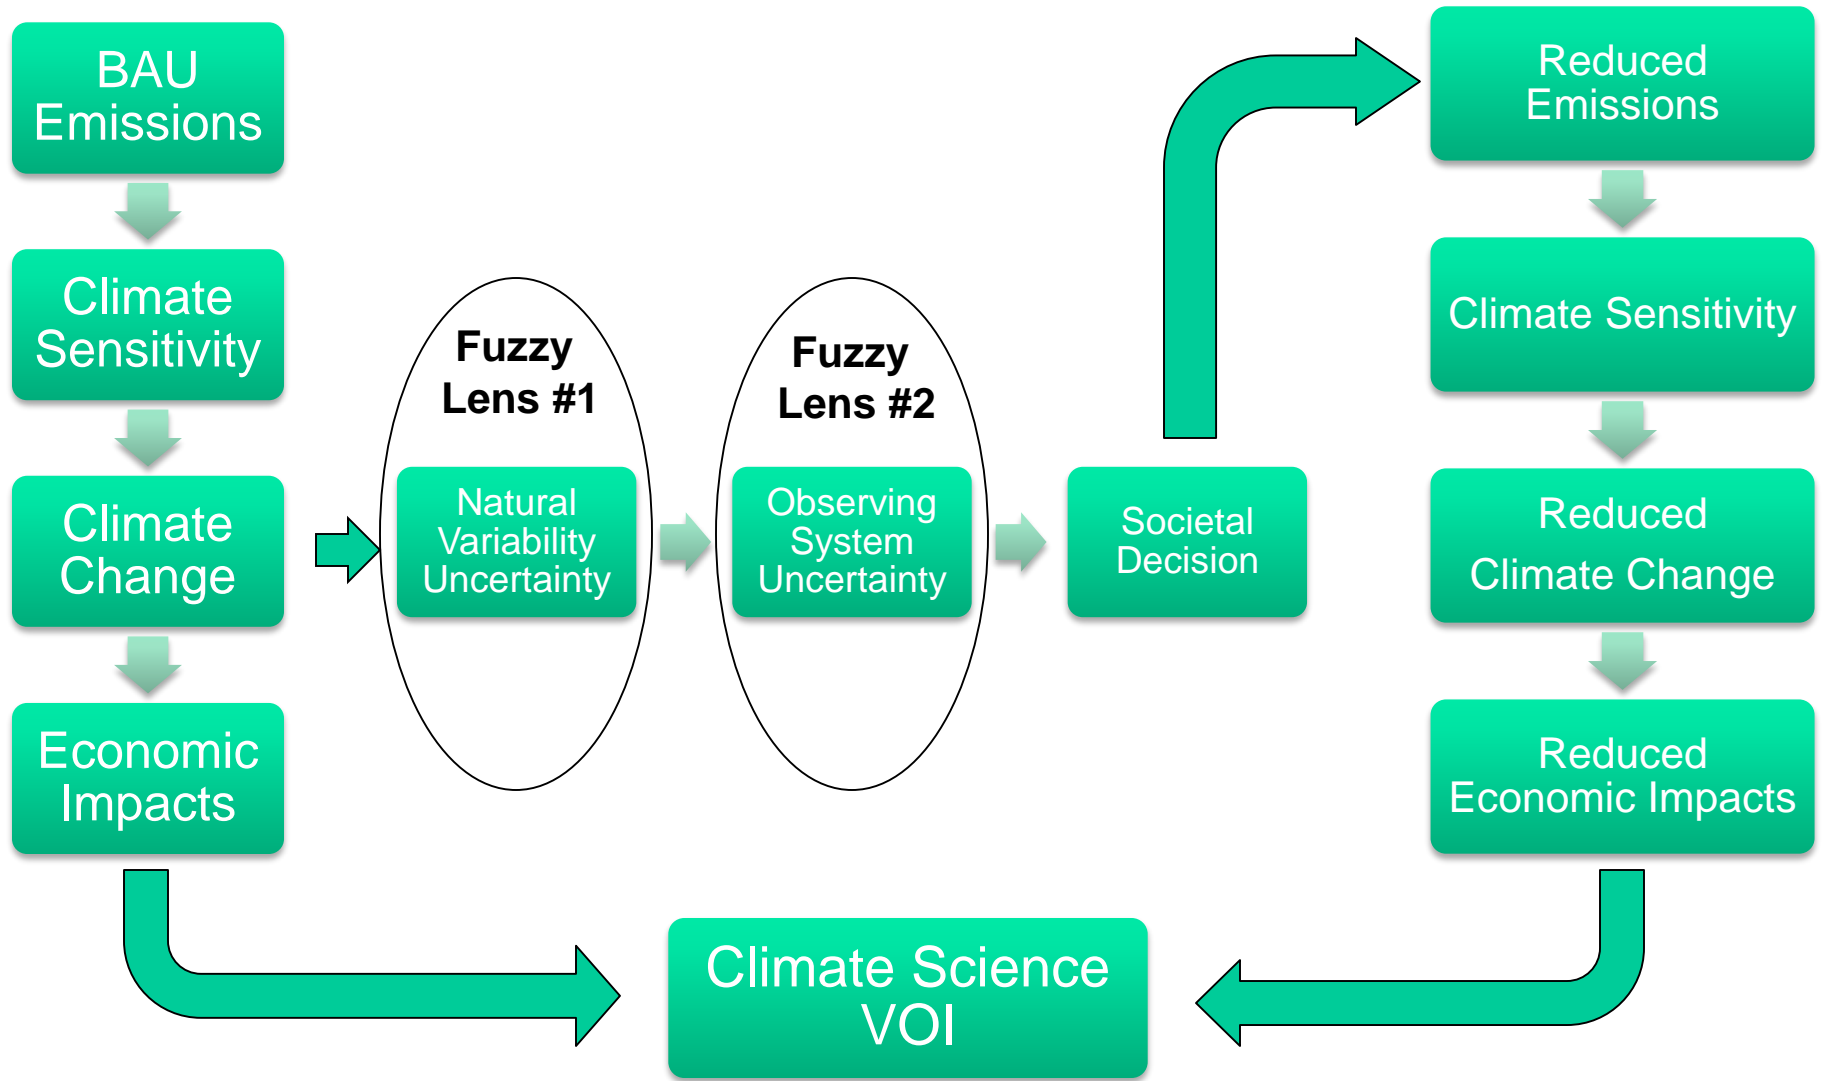 BAU
Emissions
Climate
Sensitivity
Climate
Change
Economic
Impacts
Fuzzy
Lens #1
Natural
Variability
Uncertainty
Fuzzy
Lens #2
Observing
System
Uncertainty
Societal
Decision
Reduced
Emissions
Climate Sensitivity
Reduced
Climate Change
Reduced
Economic Impacts
Climate Science
VOI